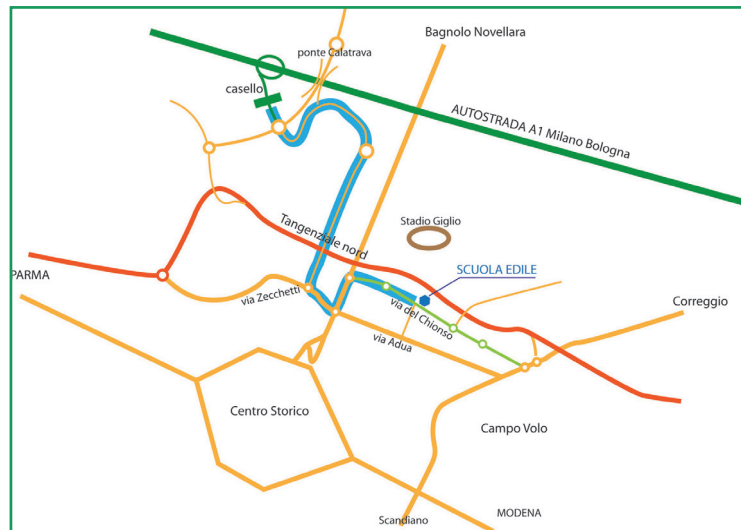 Bagnolo Novellara
ponte Calatrava
casello
AUTOSTRADA A1 Milano Bologna
Stadio Giglio
Tangenziale nord
SCUOLA EDILE
PARMA
via Zecchetti
via del Chionso
Correggio
via Adua
Centro Storico
Campo Volo
Scandiano
MODENA